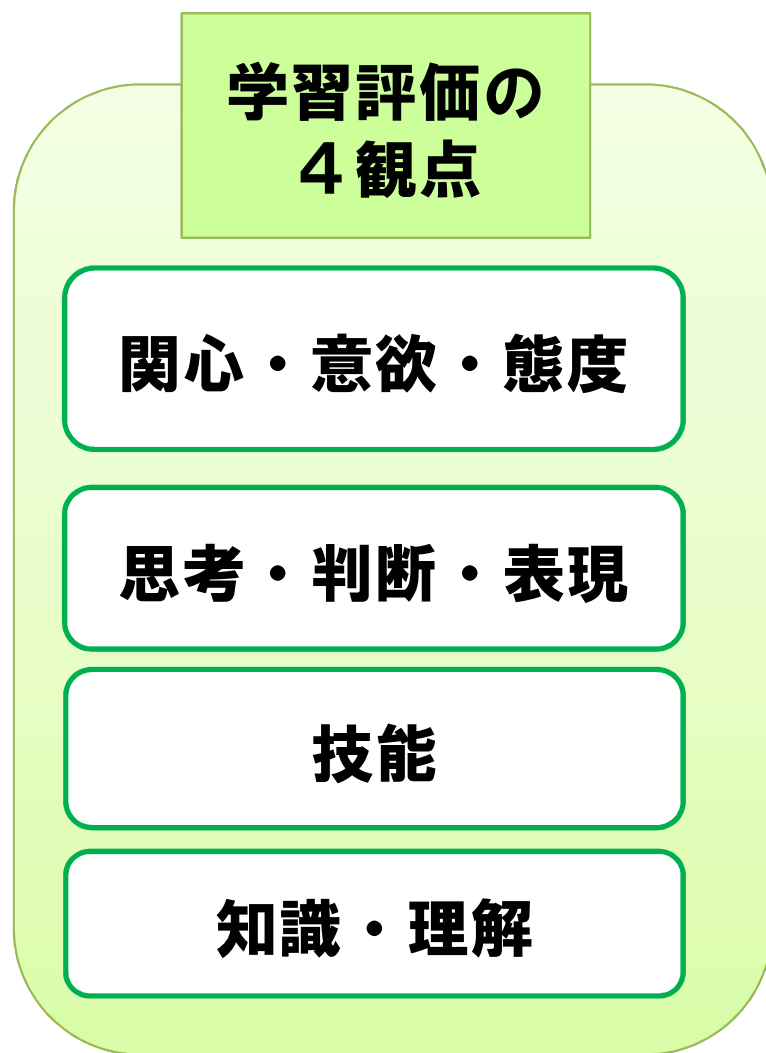 学習評価の
４観点
関心・意欲・態度
思考・判断・表現
技能
知識・理解